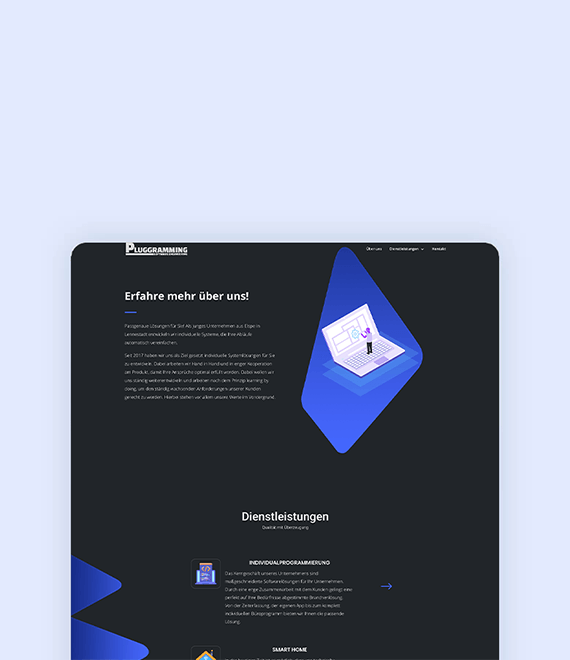 PLUGGRAMMING
Über uns
Dienstleistungen
Kontakt
Erfahre mehr über uns!
Passgenaue Lösungen für Sie! Als junges Unternehmen aus Elspe in
Lennestadt entwickeln wir individuelle Systeme, die Ihre Abläufe
automatisch vereinfachen.
Seit 2017 haben wir uns als Ziel gesetzt individuelle Systemlösungen für Sie
zu entwickeln. Dabei arbeiten wir Hand in Hand und in enger Kooperation
am Produkt, damit Ihre Ansprüche optimal erfüllt werden. Dabei wollen wir
uns ständig weiterentwickeln und arbeiten nach dem Prinzip learning by
doing, um den ständig wachsenden Anforderungen unserer Kunden
gerecht zu werden. Hierbei stellen wir allem unsere Werte im Vordergrund.
Dienstleistungen
Qualität mit Überzeugung
INDIVIDUALPROGRAMMIERUNG
Das Kerngeschäft unseres Unternehmens sind
maßgeschneiderte Softwarelösungen für Ihr Unternehmen.
Durch eine enge Zusammenarbeit mit dem Kunden gelingt eine
perfekt auf Ihre Bedürfnisse abgestimmte Branchenlösung.
Von der Zeiterfassung, der eigenen App bis zum komplett
individuellen Büroprogramm bieten wir Ihnen die passende
Lösung.
SMART HOME